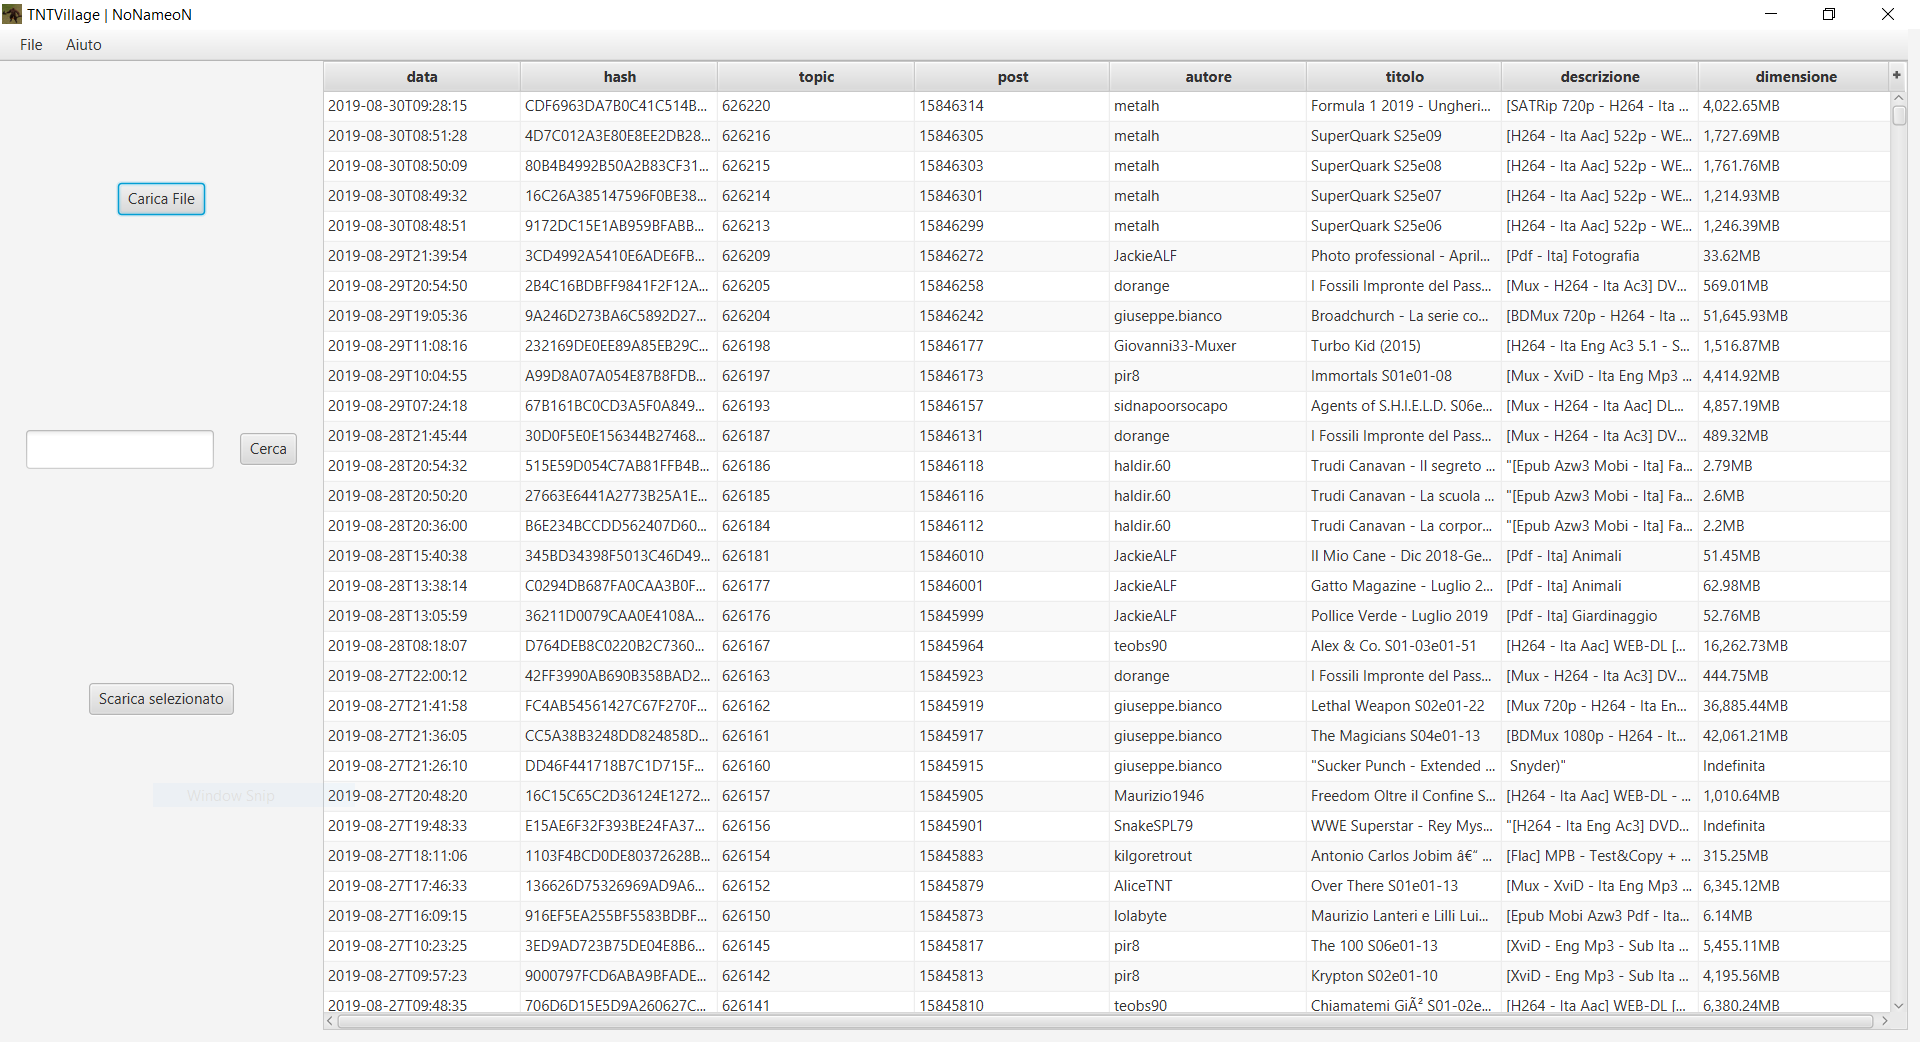 TNTVillage | NoNameoN
File Aiuto
data hash topic post autore titolo descrizione dimensione +
2019-08-30T09:28:15 CDF6963DA7B0C41C514B... 626220 15846314 metalh Formula 1 2019 - Ungheri... [SATRip 720p - H264 - Ita ... 4,022.65MB
2019-08-30T08:51:28 4D7C012A3E80E8EE2DB28... 626216 15846305 metalh SuperQuark S25e09 [H264 - Ita Aac] 522p - WE... 1,727.69MB
2019-08-30T08:50:09 80B4B4992B50A2B83CF31... 626215 15846303 metalh SuperQuark S25e08 [H264 - Ita Aac] 522p - WE... 1,761.76MB
Carica File
2019-08-30T08:49:32 16C26A385147596F0BE38... 626214 15846301 metalh SuperQuark S25e07 [H264 - Ita Aac] 522p - WE... 1,214.93MB
2019-08-30T08:48:51 9172DC15E1AB959BFABB... 626213 15846299 metalh SuperQuark S25e06 [H264 - Ita Aac] 522p - WE... 1,246.39MB
2019-08-29T21:39:54 3CD4992A5410E6ADE6FB... 626209 15846272 JackieALF Photo professional - April... [Pdf - Ita] Fotografia 33.62MB
2019-08-29T20:54:50 2B4C16BDBFF9841F2F12A... 626205 15846258 dorange I Fossili Impronte del Pass... [Mux - H264 - Ita Ac3] DV... 569.01MB
2019-08-29T19:05:36 9A246D273BA6C5892D27... 626204 15846242 giuseppe.bianco Broadchurch - La serie co... [BDMux 720p - H264 - Ita ... 51,645.93MB
2019-08-29T11:08:16 232169DE0EE89A85EB29C... 626198 15846177 Giovanni33-Muxer Turbo Kid (2015) [H264 - Ita Eng Ac3 5.1 - S... 1,516.87MB
2019-08-29T10:04:55 A99D8A07A054E87B8FDB... 626197 15846173 pir8 Immortals S01e01-08 [Mux - XviD - Ita Eng Mp3 ... 4,414.92MB
2019-08-29T07:24:18 67B161BC0CD3A5F0A849... 626193 15846157 sidnapoorsocapo Agents of S.H.I.E.L.D. S06e... [Mux - H264 - Ita Aac] DL... 4,857.19MB
2019-08-28T21:45:44 30D0F5E0E156344B27468... 626187 15846131 dorange I Fossili Impronte del Pass... [Mux - H264 - Ita Ac3] DV... 489.32MB
Cerca
2019-08-28T20:54:32 515E59D054C7AB81FFB4B... 626186 15846118 haldir.60 Trudi Canavan - Il segreto ... "[Epub Azw3 Mobi - Ita] Fa... 2.79MB
2019-08-28T20:50:20 27663E6441A2773B25A1E... 626185 15846116 haldir.60 Trudi Canavan - La scuola ... "[Epub Azw3 Mobi - Ita] Fa... 2.6MB
2019-08-28T20:36:00 B6E234BCCDD562407D60... 626184 15846112 haldir.60 Trudi Canavan - La corpor... "[Epub Azw3 Mobi - Ita] Fa... 2.2MB
2019-08-28T15:40:38 345BD34398F5013C46D49... 626181 15846010 JackieALF Il Mio Cane - Dic 2018-Ge... [Pdf - Ita] Animali 51.45MB
2019-08-28T13:38:14 C0294DB687FA0CAA3B0F... 626177 15846001 JackieALF Gatto Magazine - Luglio 2... [Pdf - Ita] Animali 62.98MB
2019-08-28T13:05:59 36211D0079CAA0E4108A... 626176 15845999 JackieALF Pollice Verde - Luglio 2019 [Pdf - Ita] Giardinaggio 52.76MB
2019-08-28T08:18:07 D764DEB8C0220B2C7360... 626167 15845964 teobs90 Alex & Co. S01-03e01-51 [H264 - Ita Aac] WEB-DL [... 16,262.73MB
2019-08-27T22:00:12 42FF3990AB690B358BAD2... 626163 15845923 dorange I Fossili Impronte del Pass... [Mux - H264 - Ita Ac3] DV... 444.75MB
Scarica selezionato
2019-08-27T21:41:58 FC4AB54561427C67F270F... 626162 15845919 giuseppe.bianco Lethal Weapon S02e01-22 [Mux 720p - H264 - Ita En... 36,885.44MB
2019-08-27T21:36:05 CC5A38B3248DD824858D... 626161 15845917 giuseppe.bianco The Magicians S04e01-13 [BDMux 1080p - H264 - It... 42,061.21MB
2019-08-27T21:26:10 DD46F441718B7C1D715F... 626160 15845915 giuseppe.bianco "Sucker Punch - Extended ... Snyder)" Indefinita
Window Snip
2019-08-27T20:48:20 16C15C65C2D36124E1272... 626157 15845905 Maurizio1946 Freedom Oltre il Confine S... [H264 - Ita Aac] WEB-DL - ... 1,010.64MB
2019-08-27T19:48:33 E15AE6F32F393BE24FA37... 626156 15845901 SnakeSPL79 WWE Superstar - Rey Mys... "[H264 - Ita Eng Ac3] DVD... Indefinita
2019-08-27T18:11:06 1103F4BCD0DE80372628B... 626154 15845883 kilgoretrout Antonio Carlos Jobim â€“ ... [Flac] MPB - Test&Copy + ... 315.25MB
2019-08-27T17:46:33 136626D75326969AD9A6... 626152 15845879 AliceTNT Over There S01e01-13 [Mux - XviD - Ita Eng Mp3 ... 6,345.12MB
2019-08-27T16:09:15 916EF5EA255BF5583BDBF... 626150 15845873 lolabyte Maurizio Lanteri e Lilli Lui... [Epub Mobi Azw3 Pdf - Ita... 6.14MB
2019-08-27T10:23:25 3ED9AD723B75DE04E8B6... 626145 15845817 pir8 The 100 S06e01-13 [XviD - Eng Mp3 - Sub Ita ... 5,455.11MB
2019-08-27T09:57:23 9000797FCD6ABA9BFADE... 626142 15845813 pir8 Krypton S02e01-10 [XviD - Eng Mp3 - Sub Ita ... 4,195.56MB
2019-08-27T09:48:35 706D6D15E5D9A260627C... 626141 15845810 teobs90 Chiamatemi GiÃ² S01-02e... [H264 - Ita Aac] WEB-DL [... 6,380.24MB